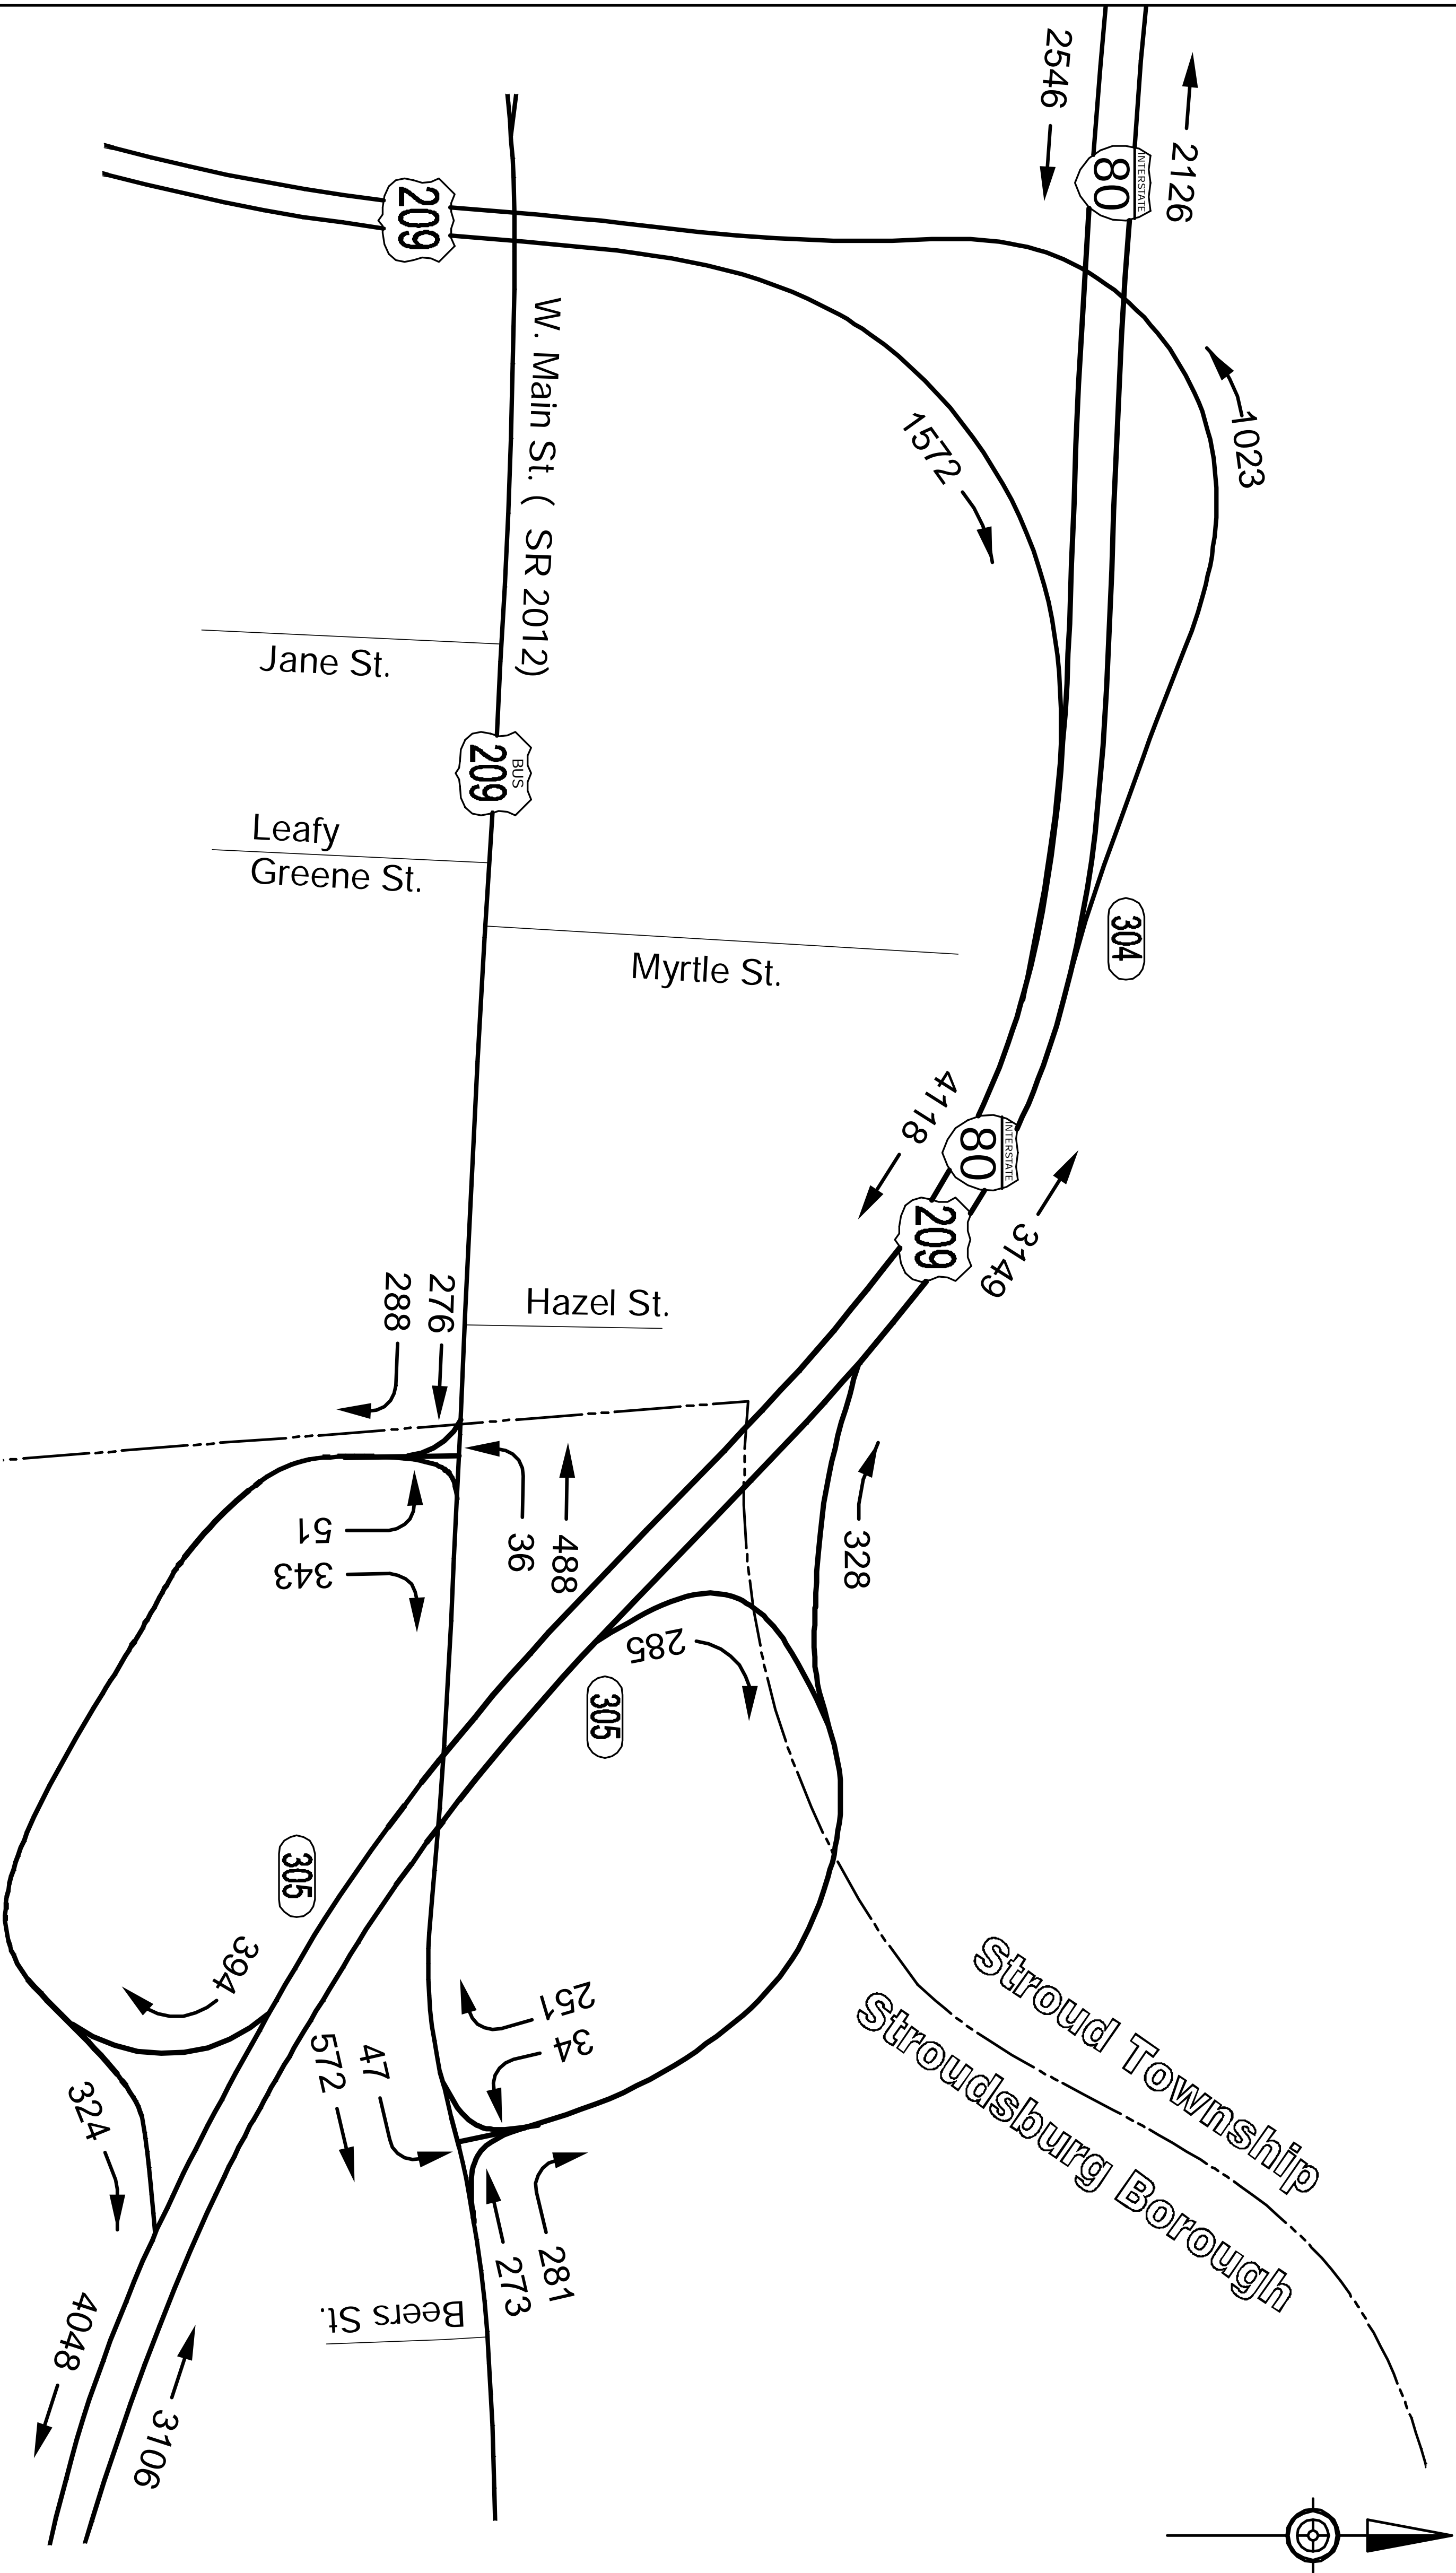 2546
2126
INTERSTATE
80
209
W. Main St. ( SR 2012)
1023
1572
Jane St.
BUS
209
Leafy
Greene St.
304
Myrtle St.
4118
INTERSTATE
80
209
3149
288
276
Hazel St.
51
343
36
488
328
285
305
305
394
251
34
572
47
324
Stroud Township
Stroudsburg Borough
281
273
Beers St.
4048
3106